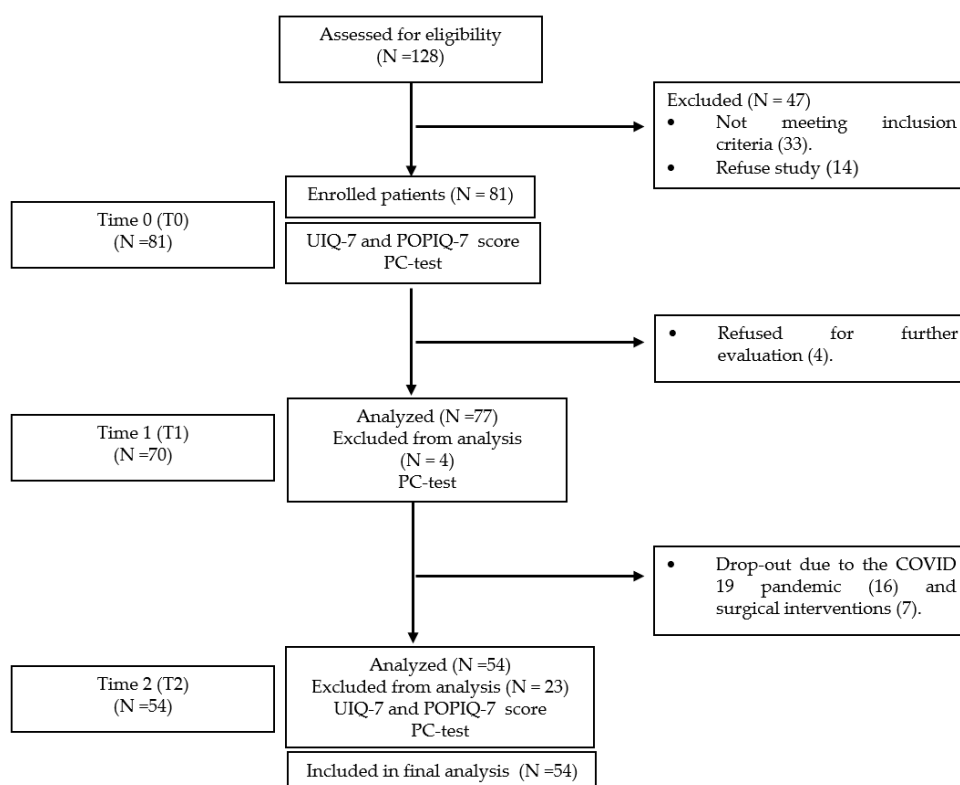 Assessed for eligibility
(N =128)
Excluded (N = 47)
• Not meeting inclusion
criteria (33).
• Refuse study (14)
Enrolled patients (N = 81)
Time 0 (T0)
(N =81)
UIQ-7 and POPIQ-7 score
PC-test
• Refused for further
evaluation (4).
Time 1 (T1)
(N =70)
Analyzed (N =77)
Excluded from analysis
(N = 4)
PC-test
• Drop-out due to the COVID
19 pandemic (16) and
surgical interventions (7).
Time 2 (T2)
(N =54)
Analyzed (N =54)
Excluded from analysis (N = 23)
UIQ-7 and POPIQ-7 score
PC-test
Included in final analysis (N =54)